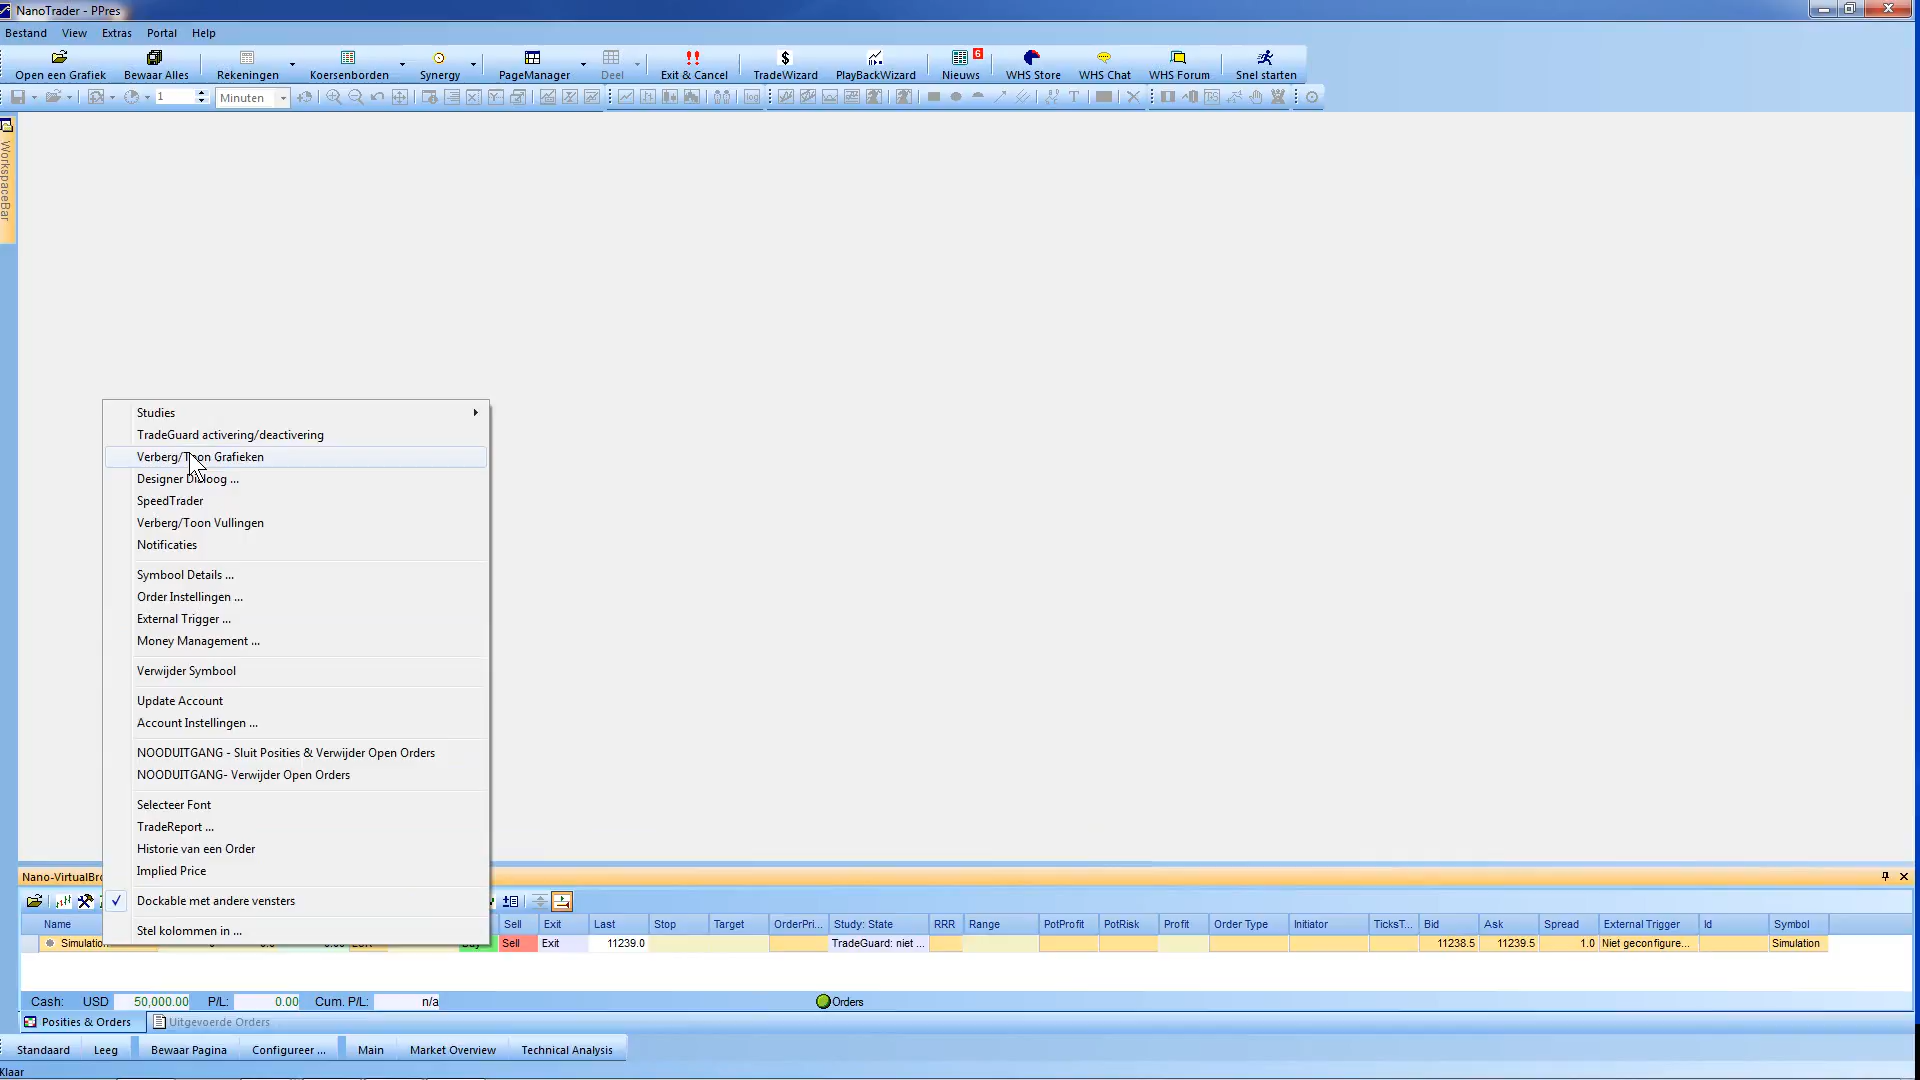 NanoTrader - PPres
Bestand View Extras Portal Help
Open een Grafiek Bewaar Alles Rekeningen Koersenborden Synergy PageManager Deel Exit & Cancel TradeWizard PlayBackWizard Nieuws 6 WHS Store WHS Chat WHS Forum Snel starten
1 Minuten
WorkspaceBar
Studies
TradeGuard activering/deactivering
Verberg/Toon Grafieken
Designer Dialoog ...
SpeedTrader
Verberg/Toon Vullingen
Notificaties
Symbool Details ...
Order Instellingen ...
External Trigger ...
Money Management ...
Verwijder Symbool
Update Account
Account Instellingen ...
NOODUITGANG - Sluit Posities & Verwijder Open Orders
NOODUITGANG- Verwijder Open Orders
Selecteer Font
TradeReport ...
Historie van een Order
Implied Price
Dockable met andere vensters
Stel kolommen in ...
Nano-VirtualBro
Name Sell Exit Last Stop Target OrderPri... Study: State RRR Range PotProfit PotRisk Profit Order Type Initiator TicksT... Bid Ask Spread External Trigger Id Symbol
Simulation Sell Exit 11239.0 TradeGuard: niet ... 11238.5 11239.5 1.0 Niet geconfigure... Simulation
Cash: USD 50,000.00 P/L: 0.00 Cum. P/L: n/a Orders
Posities & Orders Uitgevoerde Orders
Standaard Leeg Bewaar Pagina Configureer ... Main Market Overview Technical Analysis
Klaar